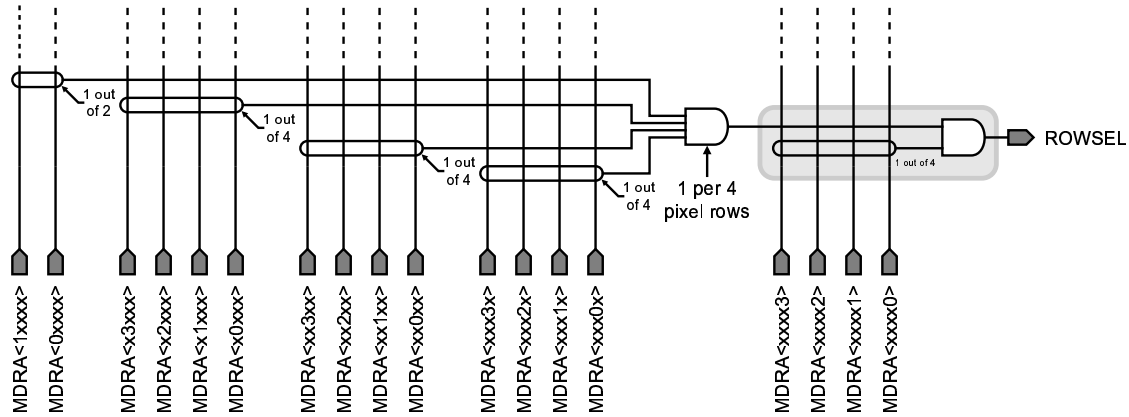 1 out
of 2
1 out
of 4
1 out
of 4
1 out
of 4
1 per 4
pixel rows
1 out of 4
ROWSEL
MDRA<1xxxx>
MDRA<0xxxx>
MDRA<x3xxx>
MDRA<x2xxx>
MDRA<x1xxx>
MDRA<x0xxx>
MDRA<xx3xx>
MDRA<xx2xx>
MDRA<xx1xx>
MDRA<xx0xx>
MDRA<xxx3x>
MDRA<xxx2x>
MDRA<xxx1x>
MDRA<xxx0x>
MDRA<xxxx3>
MDRA<xxxx2>
MDRA<xxxx1>
MDRA<xxxx0>